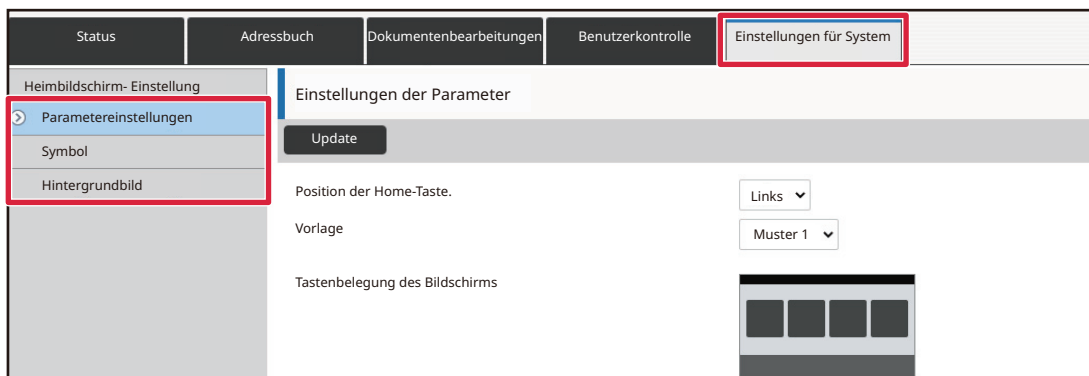 Status
Adressbuch
Dokumentenbearbeitungen
Benutzerkontrolle
Einstellungen für System
Heimbildschirm- Einstellung
Parametereinstellungen
Symbol
Hintergrundbild
Einstellungen der Parameter
Update
Position der Home-Taste.
Links
Vorlage
Muster 1
Tastenbelegung des Bildschirms